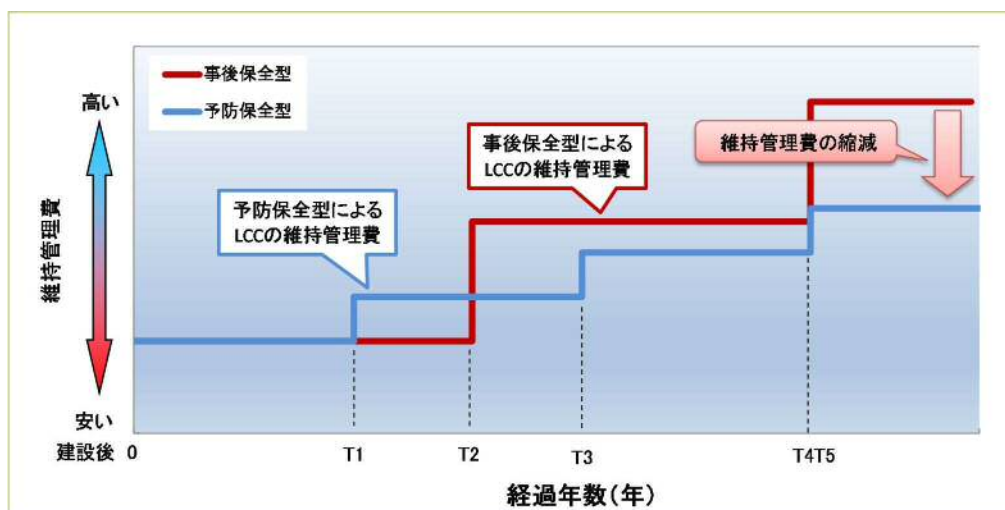 事後保全型
予防保全型
高い
事後保全型による
LCCの維持管理費
維持管理費の縮減
予防保全型による
LCCの維持管理費
維持管理費
安い
建設後 0
T1
T2
T3
T4T5
経過年数(年)